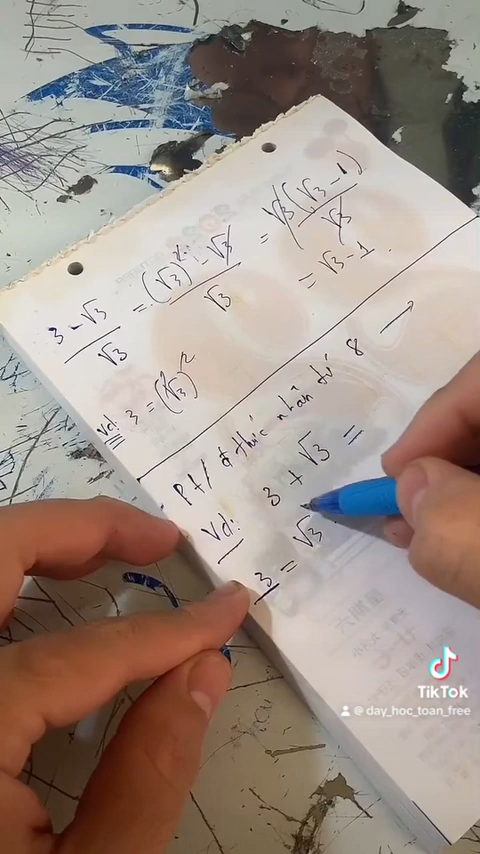 (3 - √3)/√3 = ((√3)² - √3)/√3 = √3(√3 - 1)/√3
= √3 - 1.
Vd: 3 = (√3)²
Pt/ đ thức nhân tử 8 →
Vd: 3 + √3 =
3 = √3
TikTok
@day_hoc_toan_free